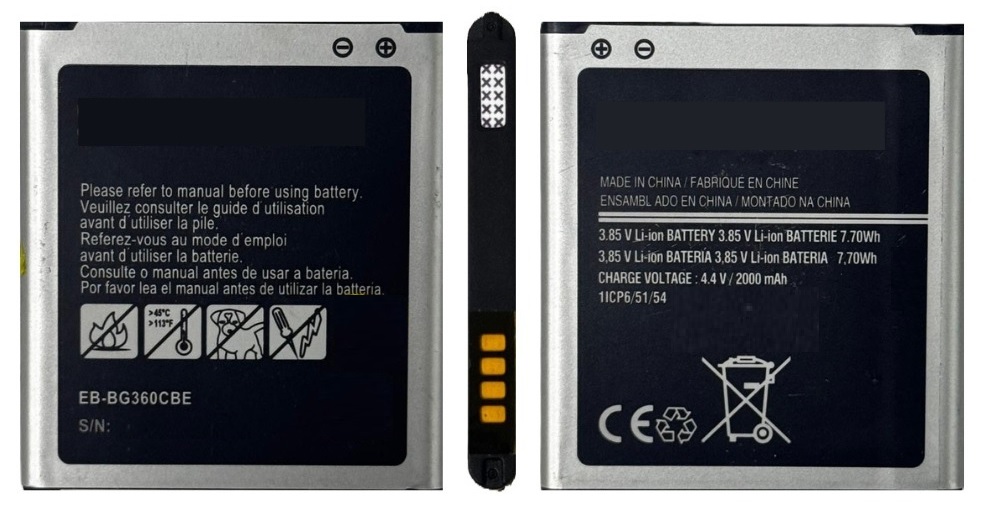 Please refer to manual before using battery.
Veuillez consulter le guide d'utilisation
avant d'utiliser la pile.
Referez-vous au mode d'emploi
avant d'utiliser la batterie.
Consulte o manual antes de usar a bateria.
Por favor lea el manual antes de utilizar la batteria.
>45°C
>113°F
EB-BG360CBE
S/N:
MADE IN CHINA / FABRIQUE EN CHINE
ENSAMBL ADO EN CHINA / MONTADO NA CHINA
3.85 V Li-ion BATTERY 3.85 V Li-ion BATTERIE 7.70Wh
3,85 V Li-ion BATERIA 3,85 V Li-ion BATERIA 7,70Wh
CHARGE VOLTAGE : 4.4 V / 2000 mAh
1ICP6/51/54
CE